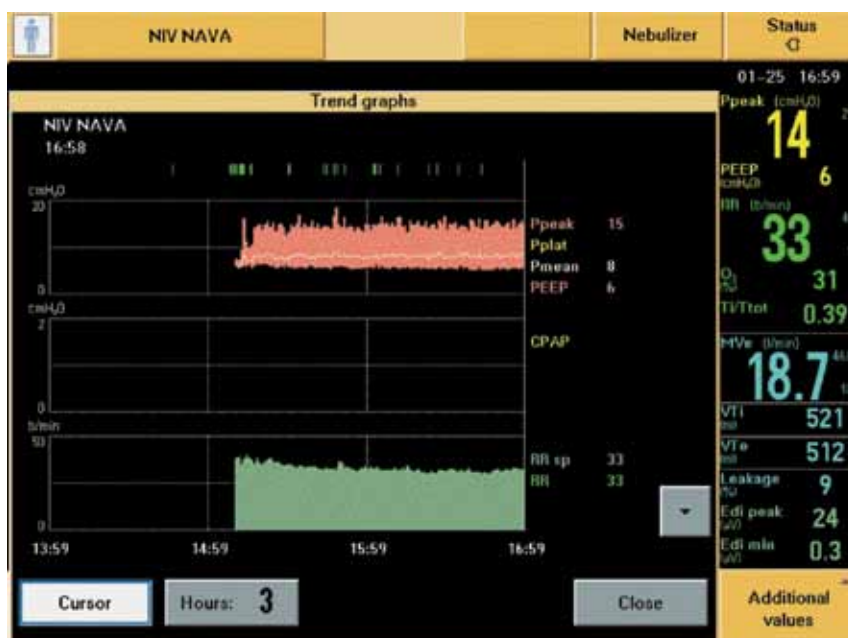 NIV NAVA
Nebulizer
Status
01-25 16:59
Trend graphs
NIV NAVA
16:58
cmH₂O
20
0
Ppeak 15
Pplat
Pmean 8
PEEP 6
cmH₂O
2
0
CPAP
b/min
50
0
RR sp 33
RR 33
13:59 14:59 15:59 16:59
Cursor
Hours: 3
Close
Ppeak (cmH₂O)
14
PEEP
(cmH₂O)
6
RR (b/min)
33
O₂
(%)
31
Ti/Ttot
0.39
MVe (l/min)
18.7
VTi
(ml)
521
VTe
(ml)
512
Leakage
(%)
9
Edi peak
(µV)
24
Edi min
(µV)
0.3
Additional
values